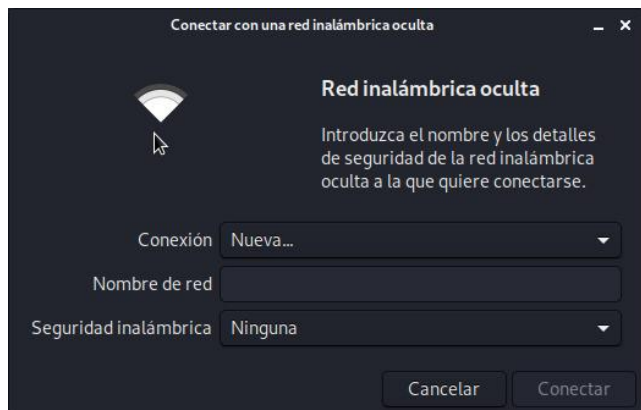 Conectar con una red inalámbrica oculta
Red inalámbrica oculta
Introduzca el nombre y los detalles
de seguridad de la red inalámbrica
oculta a la que quiere conectarse.
Conexión Nueva...
Nombre de red
Seguridad inalámbrica Ninguna
Cancelar Conectar